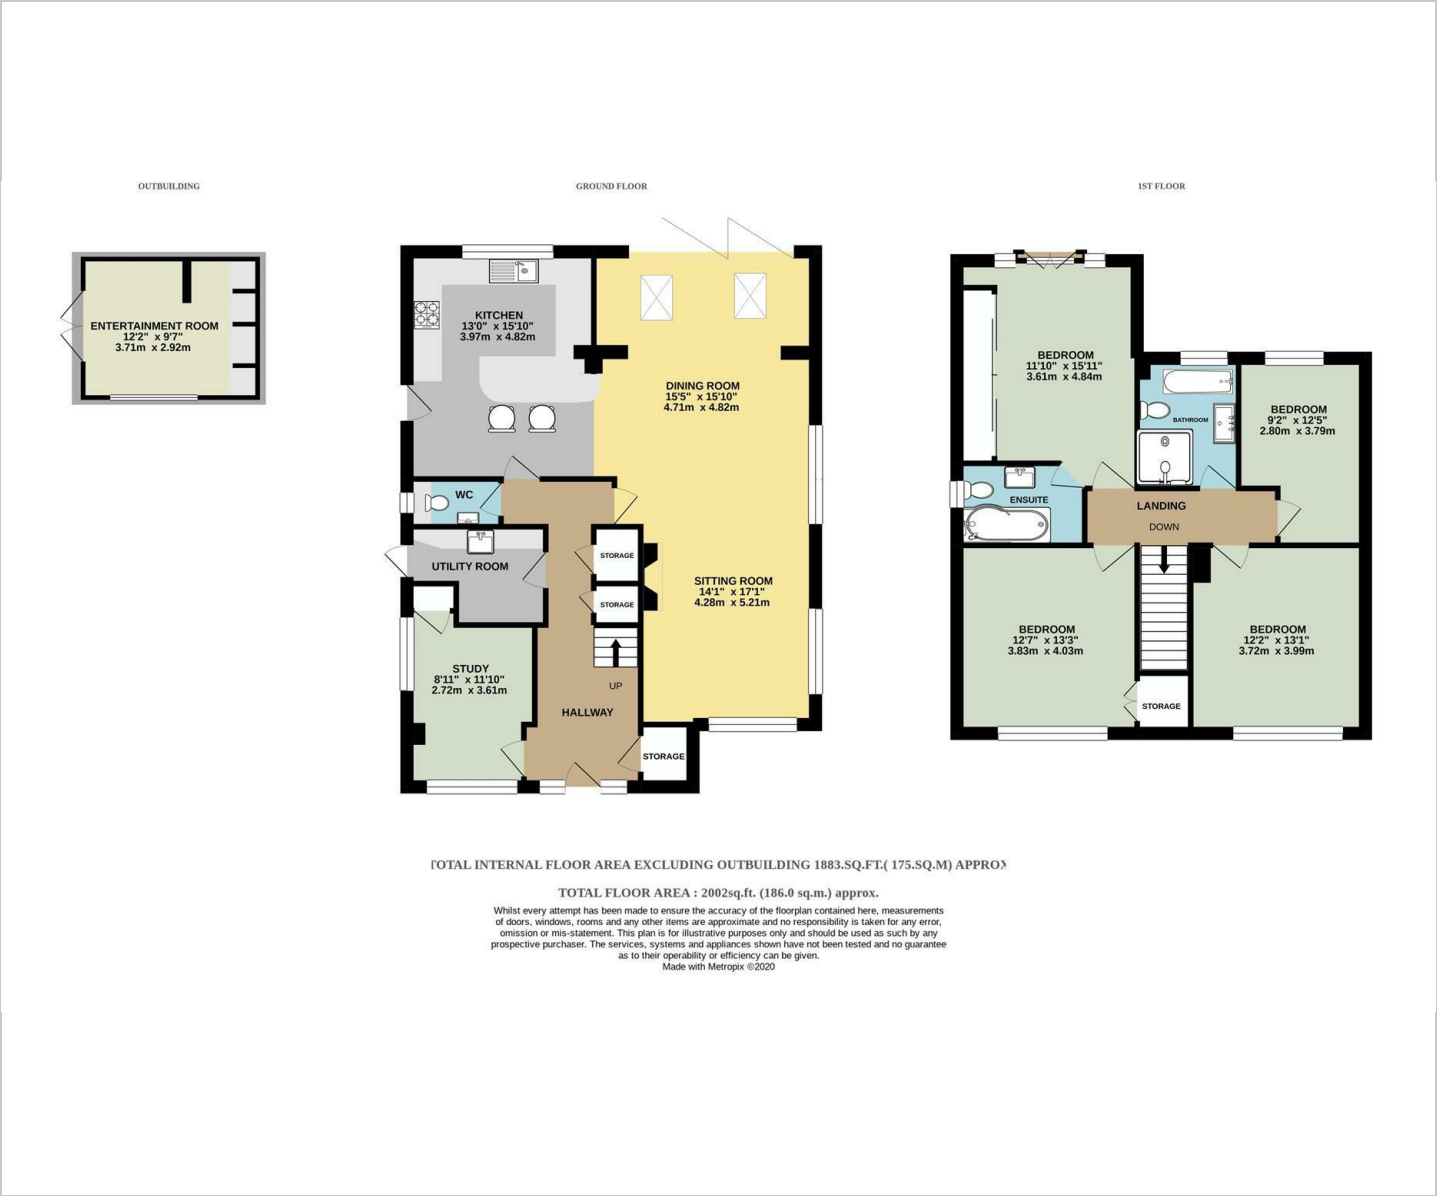 OUTBUILDING
ENTERTAINMENT ROOM
12'2" x 9'7"
3.71m x 2.92m
GROUND FLOOR
KITCHEN
13'0" x 15'10"
3.97m x 4.82m
DINING ROOM
15'5" x 15'10"
4.71m x 4.82m
WC
UTILITY ROOM
STORAGE
STORAGE
SITTING ROOM
14'1" x 17'1"
4.28m x 5.21m
STUDY
8'11" x 11'10"
2.72m x 3.61m
UP
HALLWAY
STORAGE
1ST FLOOR
BEDROOM
11'10" x 15'11"
3.61m x 4.84m
BATHROOM
BEDROOM
9'2" x 12'5"
2.80m x 3.79m
ENSUITE
LANDING
DOWN
BEDROOM
12'7" x 13'3"
3.83m x 4.03m
BEDROOM
12'2" x 13'1"
3.72m x 3.99m
STORAGE
TOTAL INTERNAL FLOOR AREA EXCLUDING OUTBUILDING 1883.SQ.FT.( 175.SQ.M) APPROX
TOTAL FLOOR AREA : 2002sq.ft. (186.0 sq.m.) approx.
Whilst every attempt has been made to ensure the accuracy of the floorplan contained here, measurements
of doors, windows, rooms and any other items are approximate and no responsibility is taken for any error,
omission or mis-statement. This plan is for illustrative purposes only and should be used as such by any
prospective purchaser. The services, systems and appliances shown have not been tested and no guarantee
as to their operability or efficiency can be given.
Made with Metropix ©2020